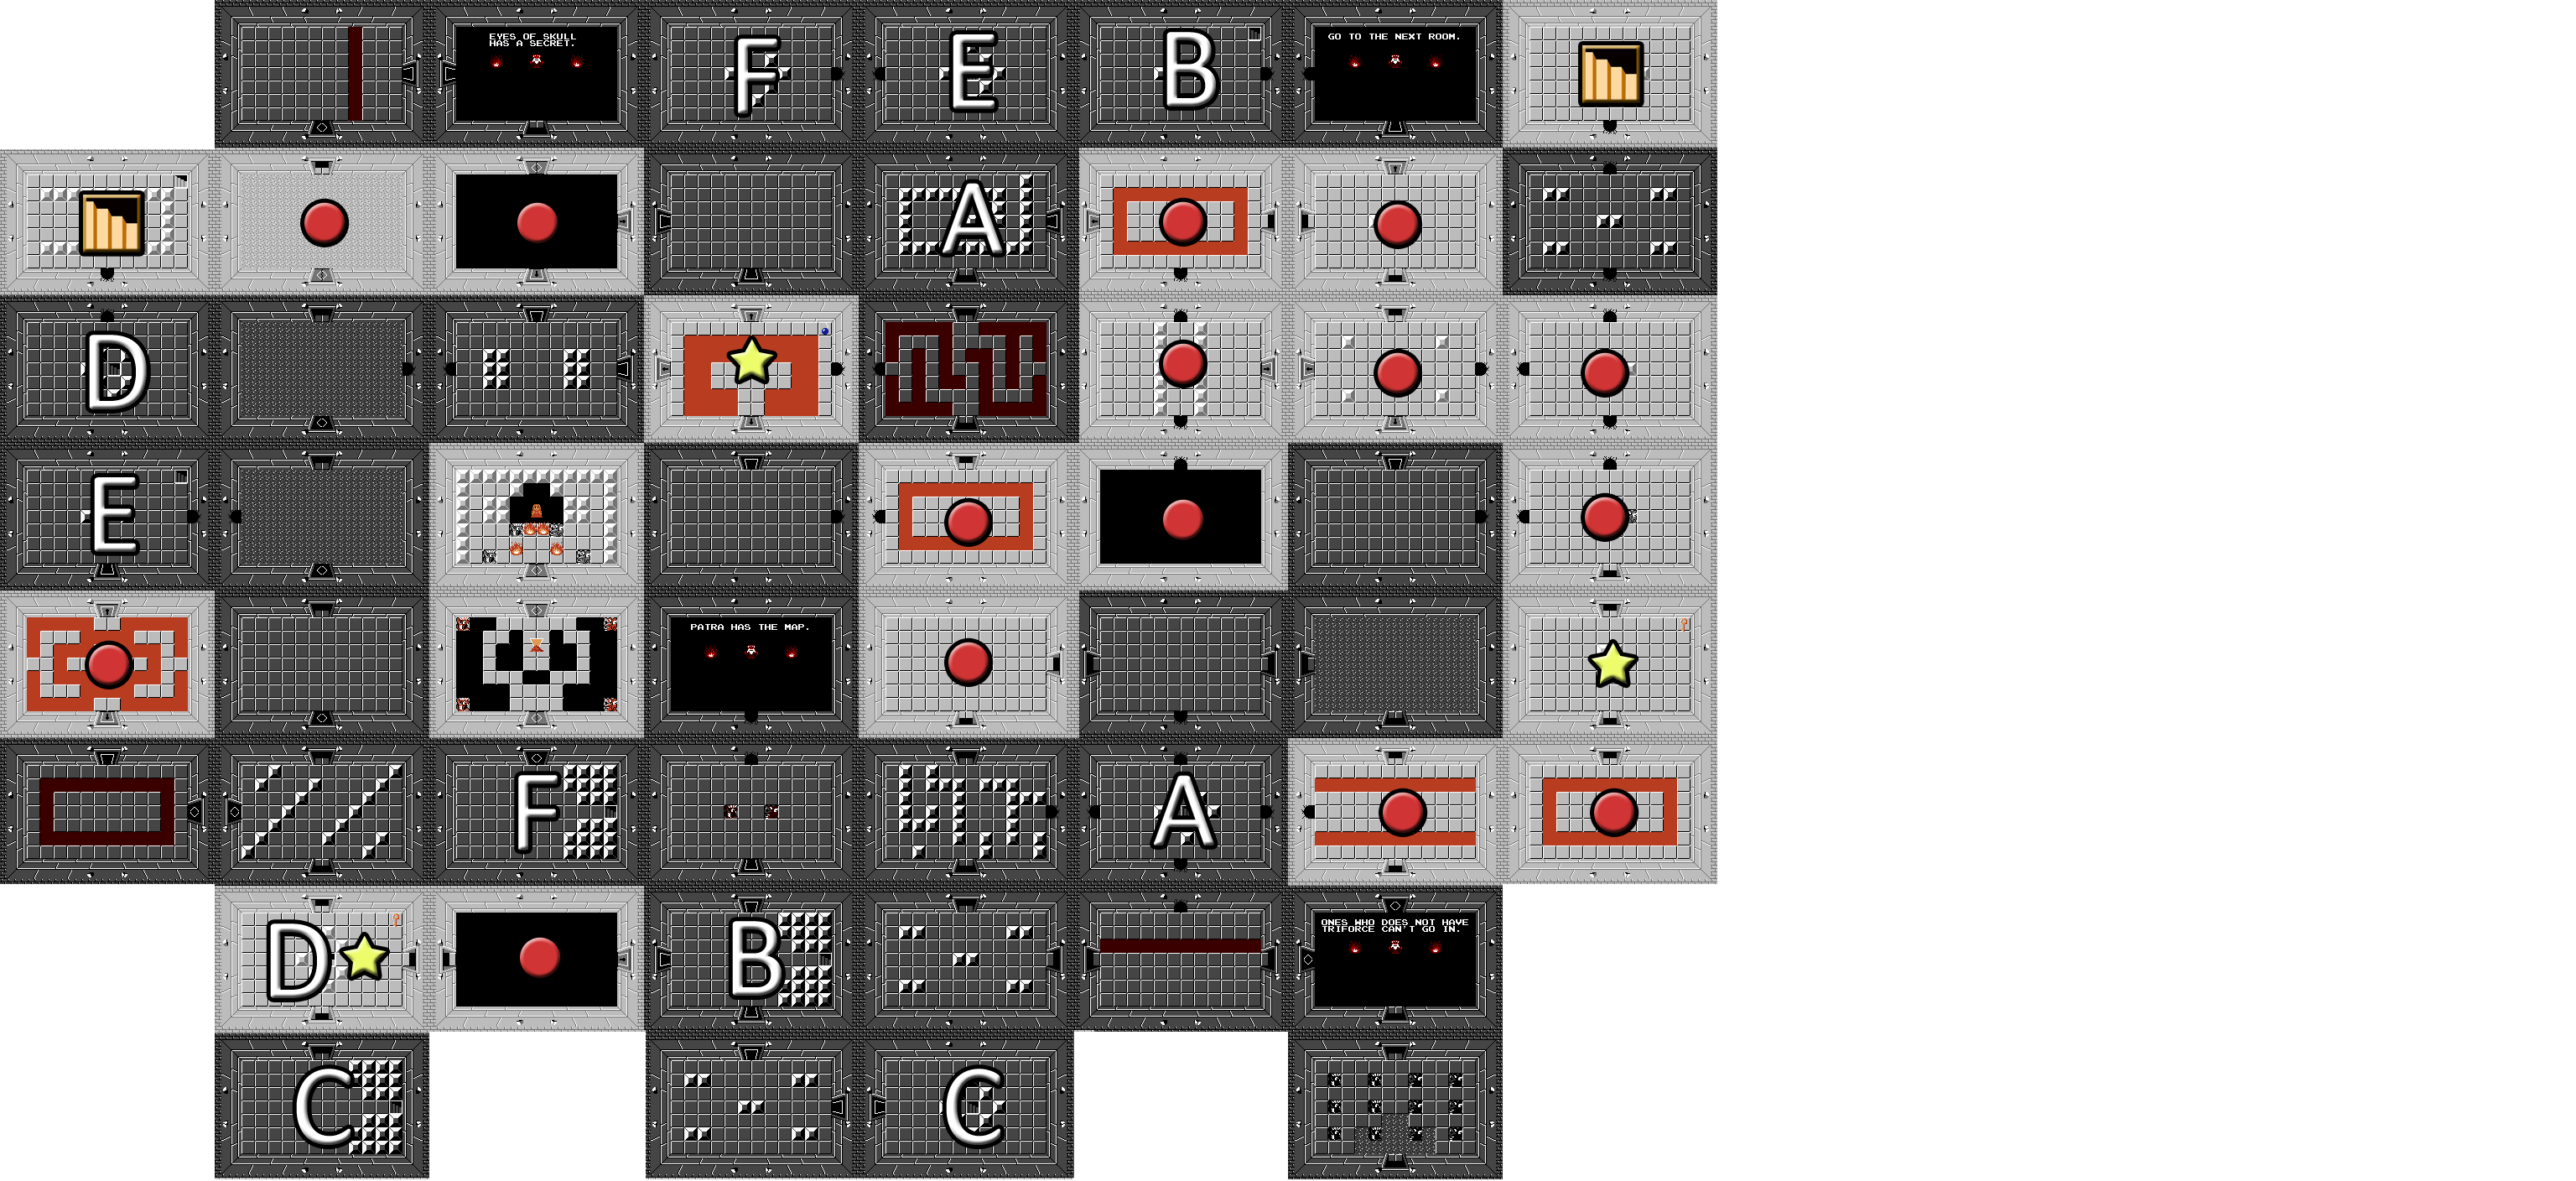 EYES OF SKULL
HAS A SECRET.
F
E
B
GO TO THE NEXT ROOM.
A
D
E
PATRA HAS THE MAP.
F
A
D
B
ONES WHO DOES NOT HAVE
TRIFORCE CAN'T GO IN.
C
C